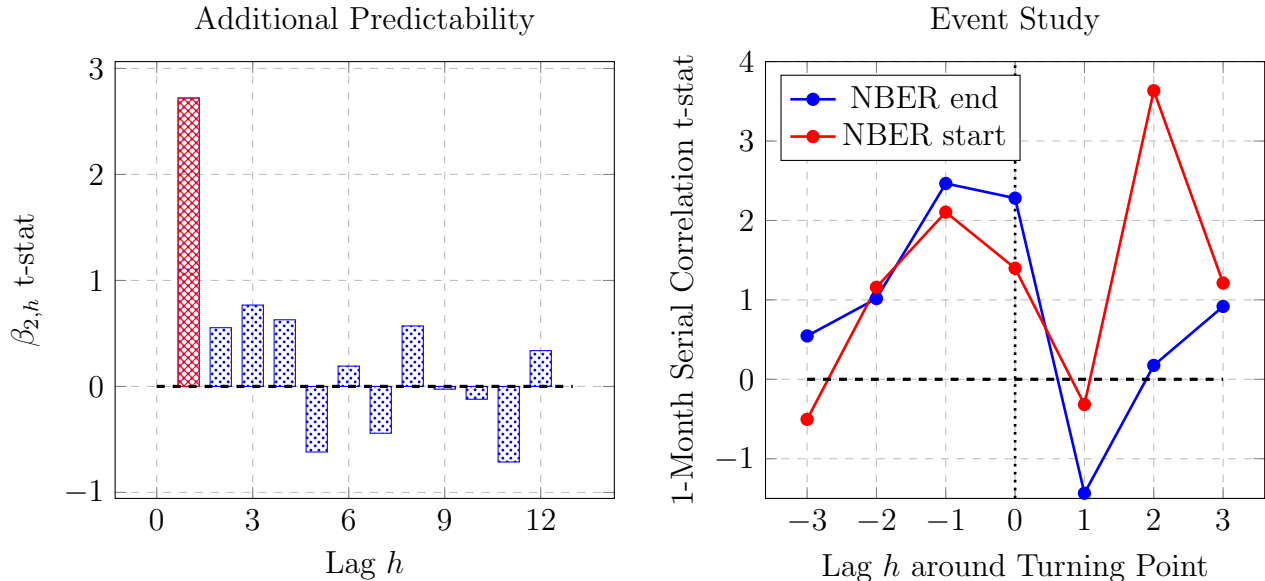 Additional Predictability
3
2
1
0
−1
β2,h t-stat
0 3 6 9 12
Lag h
Event Study
4
3
2
1
0
−1
1-Month Serial Correlation t-stat
NBER end
NBER start
−3 −2 −1 0 1 2 3
Lag h around Turning Point